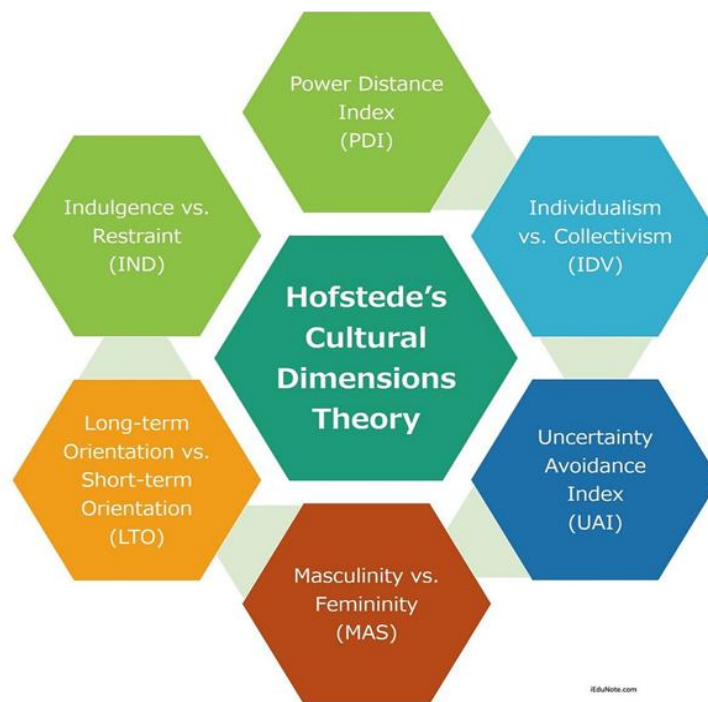 Power Distance
Index
(PDI)
Individualism
vs. Collectivism
(IDV)
Uncertainty
Avoidance
Index
(UAI)
Masculinity vs.
Femininity
(MAS)
Long-term
Orientation vs.
Short-term
Orientation
(LTO)
Indulgence vs.
Restraint
(IND)
Hofstede’s
Cultural
Dimensions
Theory
iEduNote.com